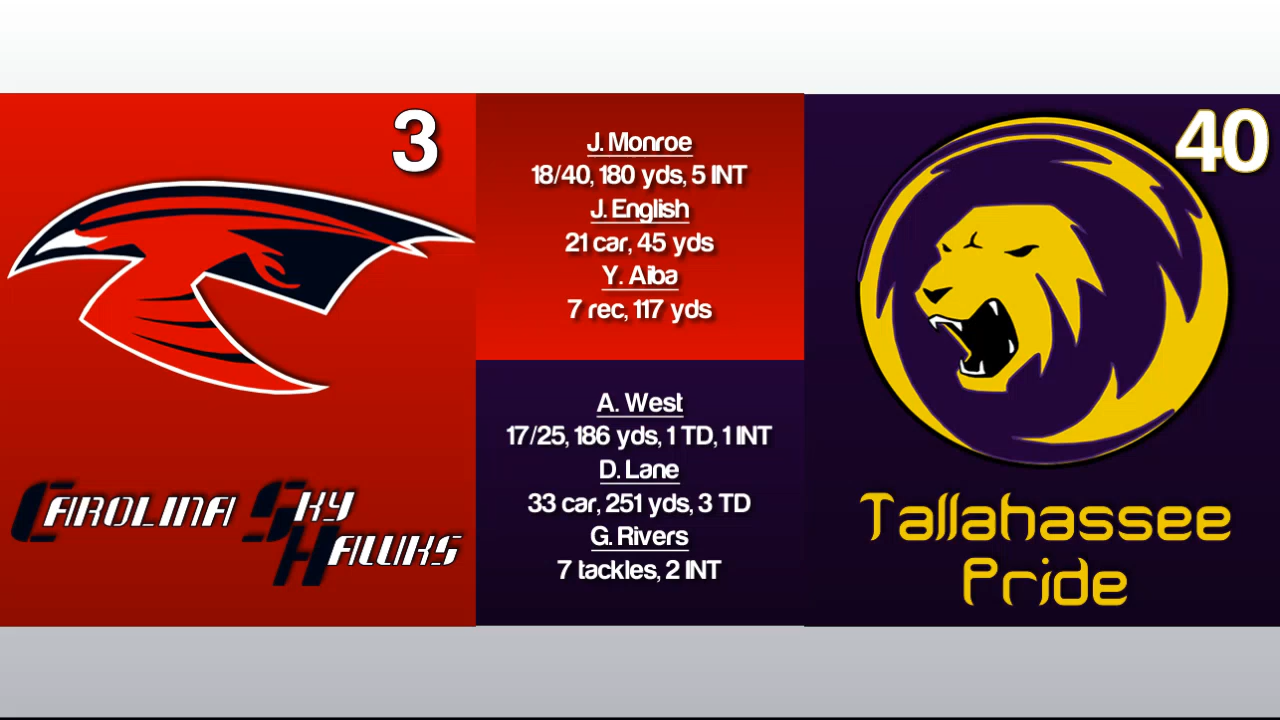 3
Carolina Sky
Hawks
J. Monroe
18/40, 180 yds, 5 INT
J. English
21 car, 45 yds
Y. Aiba
7 rec, 117 yds
A. West
17/25, 186 yds, 1 TD, 1 INT
D. Lane
33 car, 251 yds, 3 TD
G. Rivers
7 tackles, 2 INT
40
Tallahassee
Pride